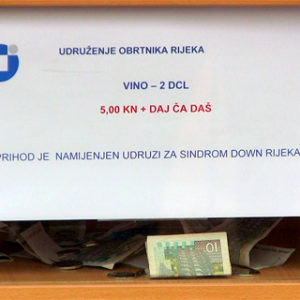 UDRUŽENJE OBRTNIKA RIJEKA
VINO – 2 DCL
5,00 KN + DAJ ČA DAŠ
PRIHOD JE NAMIJENJEN UDRUZI ZA SINDROM DOWN RIJEKA
10